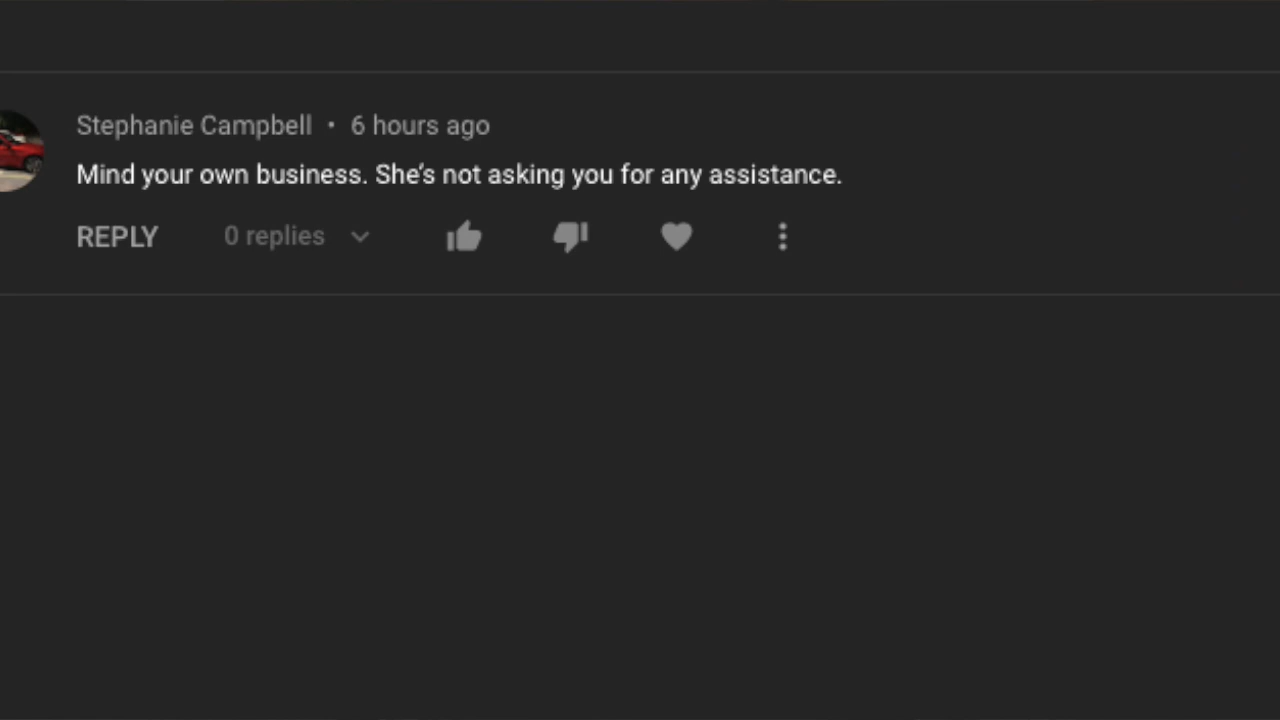 Stephanie Campbell • 6 hours ago
Mind your own business. She's not asking you for any assistance.
REPLY 0 replies